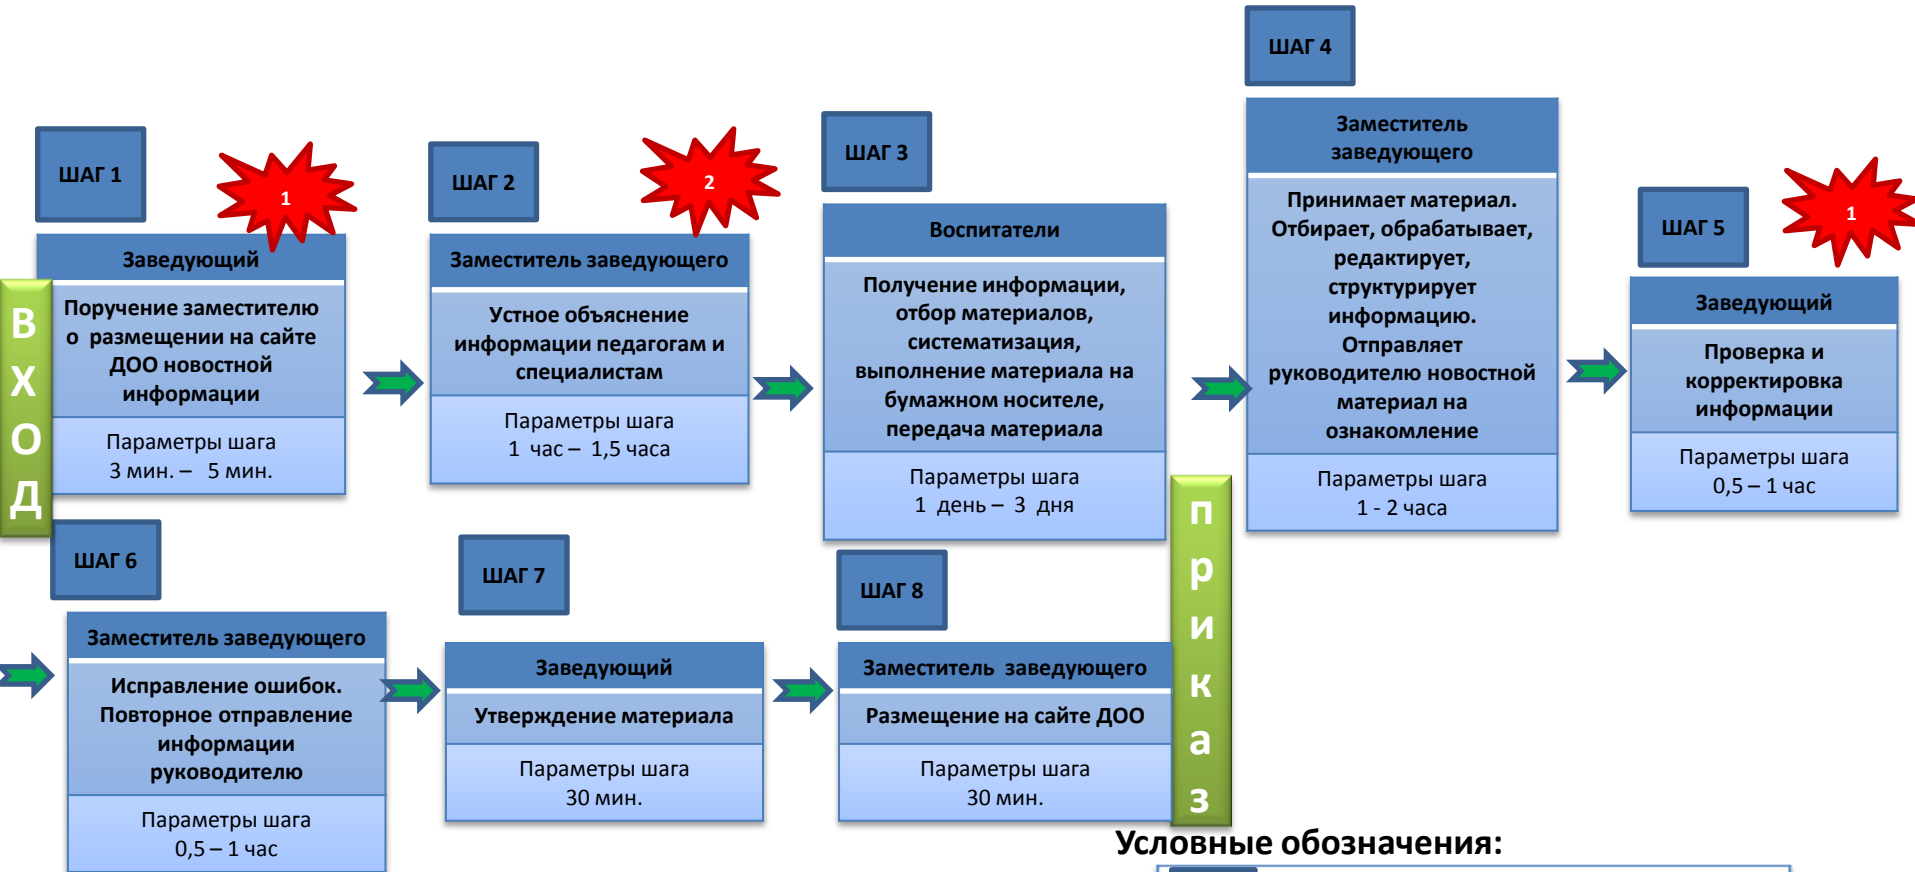 ШАГ 1
1
Заведующий
Поручение заместителю
о размещении на сайте
ДОО новостной
информации
Параметры шага
3 мин. – 5 мин.
В
Х
О
Д
ШАГ 2
2
Заместитель заведующего
Устное объяснение
информации педагогам и
специалистам
Параметры шага
1 час – 1,5 часа
ШАГ 3
Воспитатели
Получение информации,
отбор материалов,
систематизация,
выполнение материала на
бумажном носителе,
передача материала
Параметры шага
1 день – 3 дня
ШАГ 4
Заместитель
заведующего
Принимает материал.
Отбирает, обрабатывает,
редактирует,
структурирует
информацию.
Отправляет
руководителю новостной
материал на
ознакомление
Параметры шага
1 - 2 часа
ШАГ 5
1
Заведующий
Проверка и
корректировка
информации
Параметры шага
0,5 – 1 час
ШАГ 6
Заместитель заведующего
Исправление ошибок.
Повторное отправление
информации
руководителю
Параметры шага
0,5 – 1 час
ШАГ 7
Заведующий
Утверждение материала
Параметры шага
30 мин.
ШАГ 8
Заместитель заведующего
Размещение на сайте ДОО
Параметры шага
30 мин.
п
р
и
к
а
з
Условные обозначения: